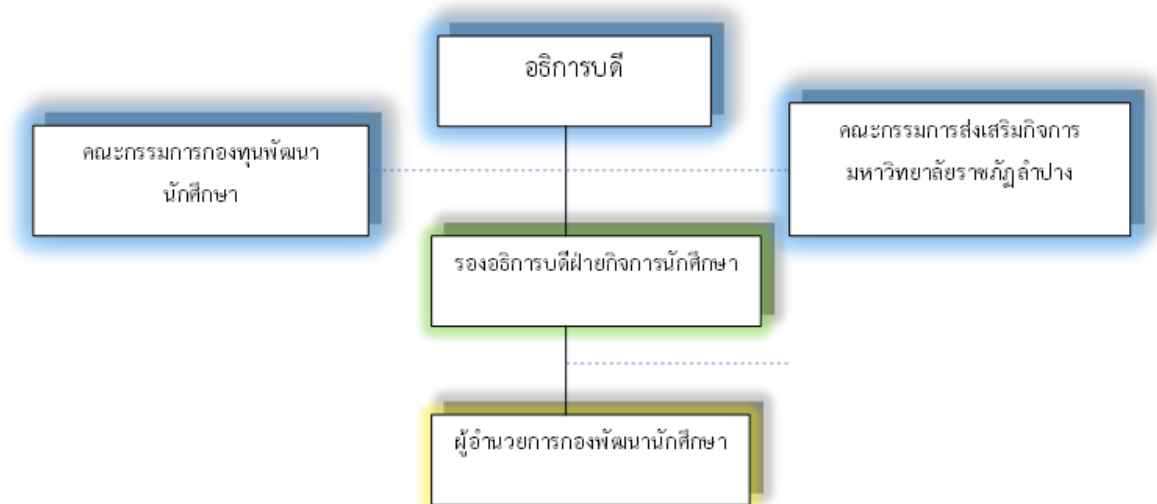 อธิการบดี
คณะกรรมการกองทุนพัฒนา
นักศึกษา
คณะกรรมการส่งเสริมกิจการ
มหาวิทยาลัยราชภัฏลำปาง
รองอธิการบดีฝ่ายกิจการนักศึกษา
ผู้อำนวยการกองพัฒนานักศึกษา